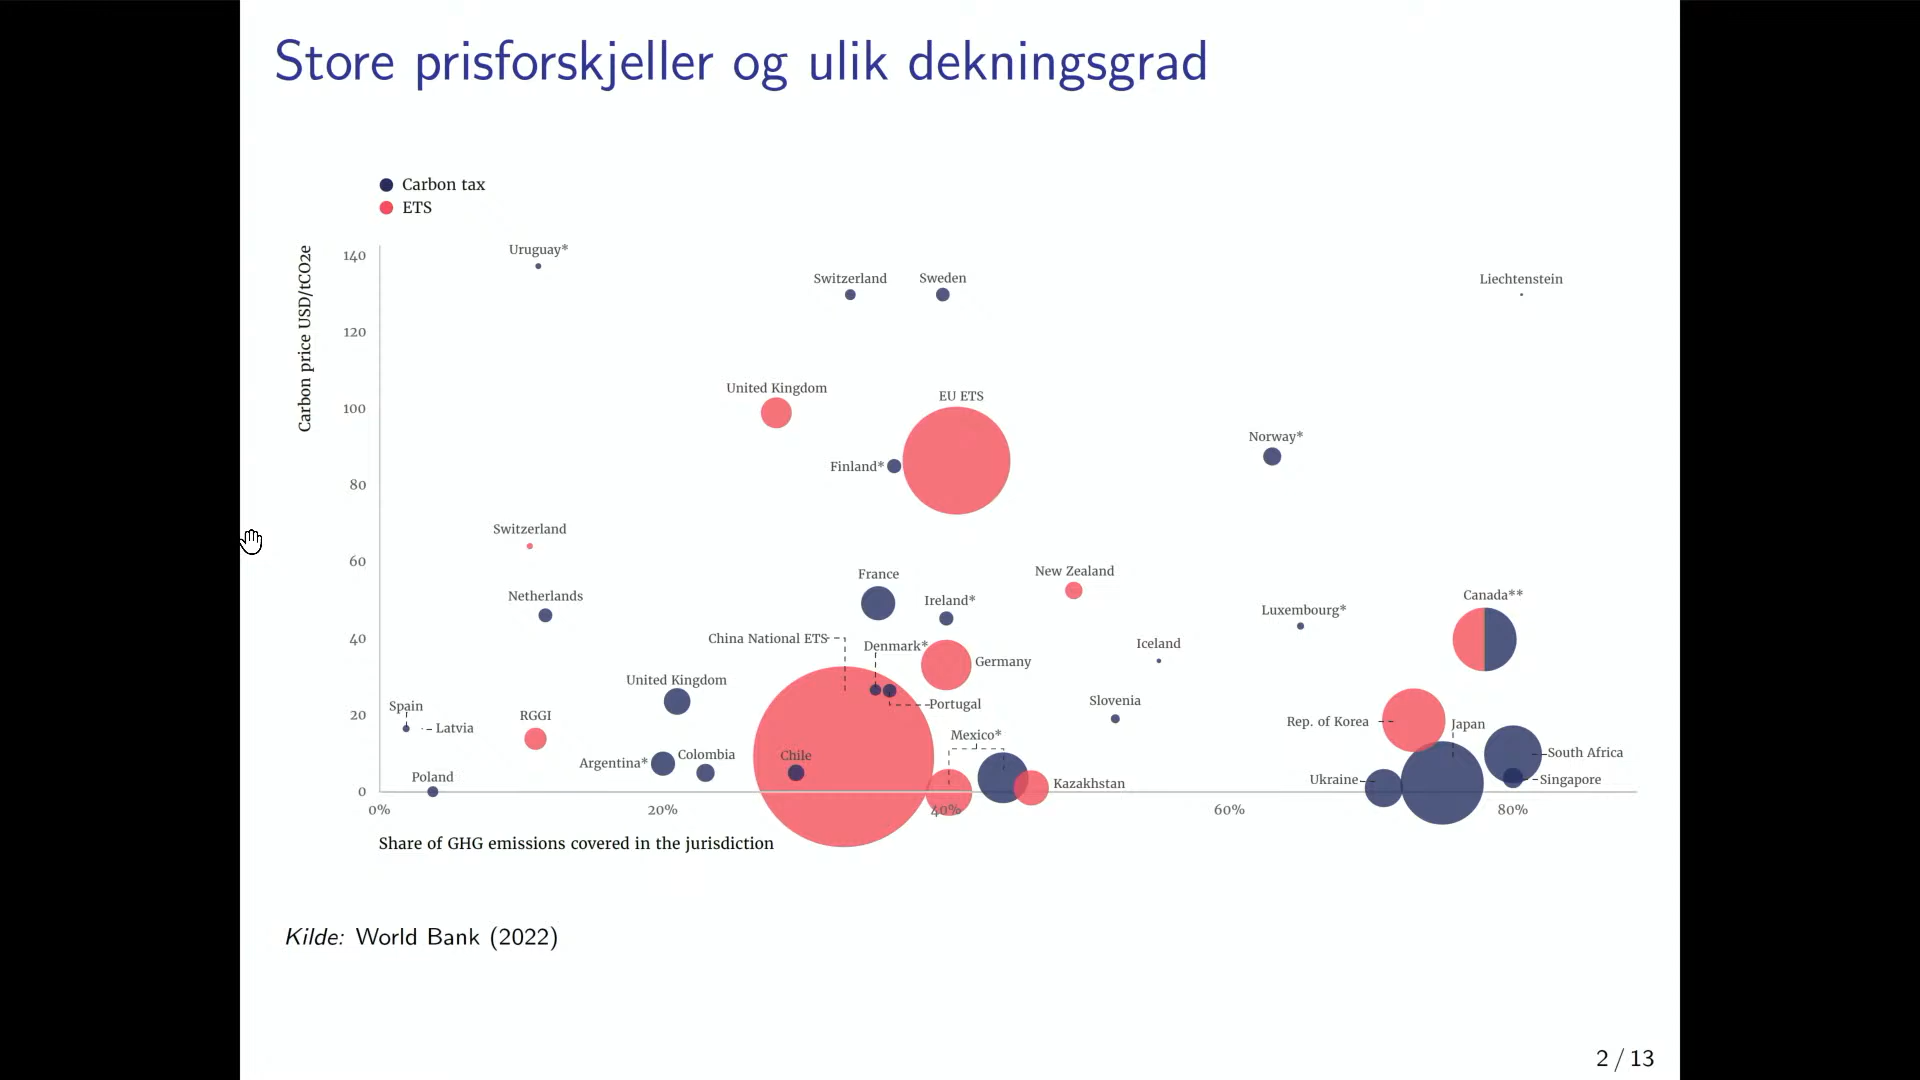 Store prisforskjeller og ulik dekningsgrad
Carbon tax
ETS
Carbon price USD/tCO2e
140
120
100
80
60
40
20
0
Uruguay*
Switzerland
Sweden
Liechtenstein
United Kingdom
EU ETS
Norway*
Finland*
Switzerland
France
New Zealand
Netherlands
Ireland*
Canada**
Luxembourg*
China National ETS
Denmark*
Iceland
Germany
United Kingdom
Spain
Portugal
Slovenia
RGGI
Rep. of Korea
Japan
Latvia
Mexico*
Argentina*
Colombia
Chile
South Africa
Poland
Kazakhstan
Ukraine
Singapore
0%
20%
40%
60%
80%
Share of GHG emissions covered in the jurisdiction
Kilde: World Bank (2022)
2 / 13